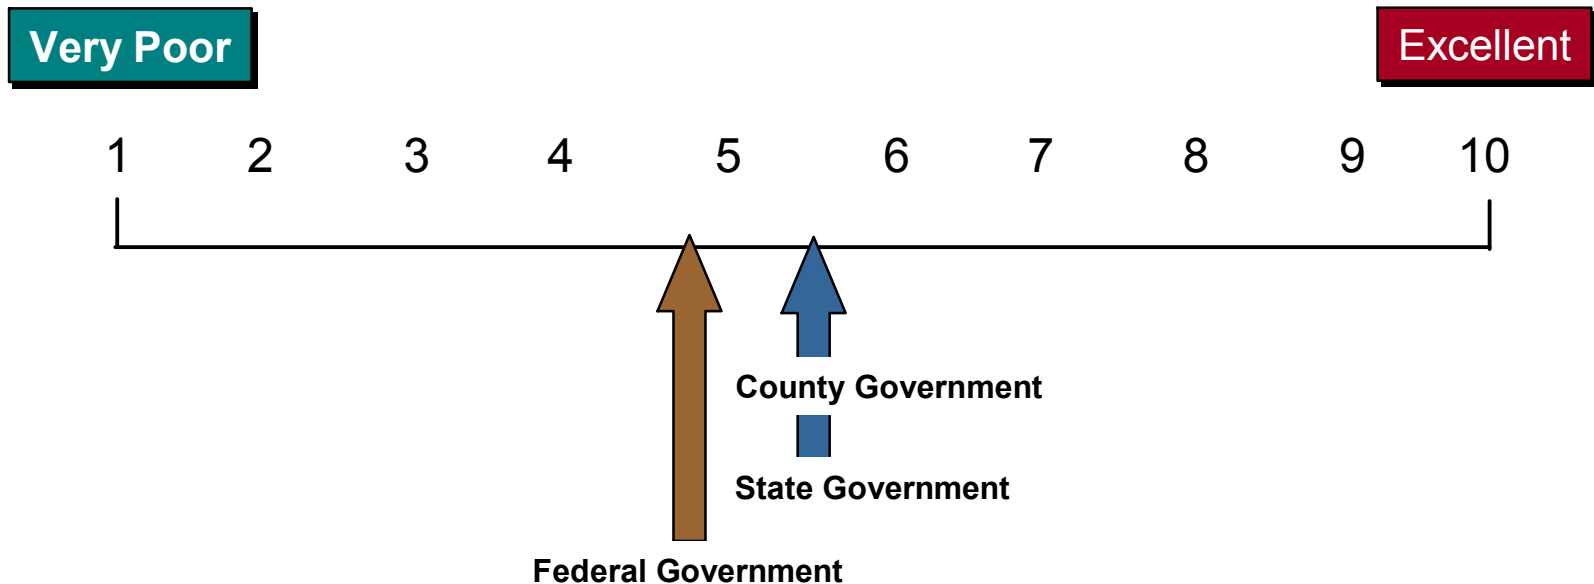 Very Poor
Excellent
1 2 3 4 5 6 7 8 9 10
County Government
State Government
Federal Government